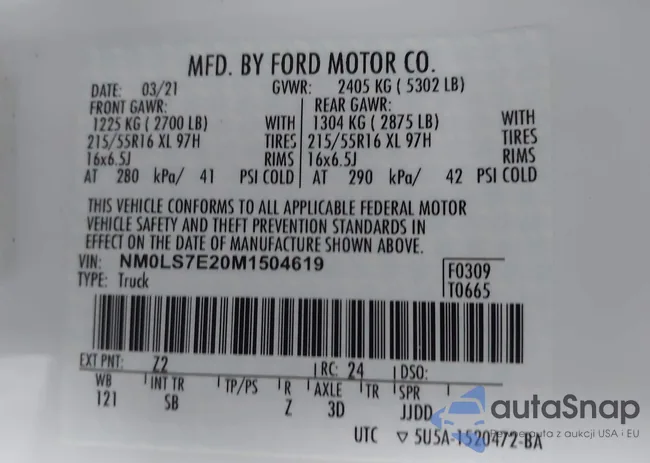 MFD. BY FORD MOTOR CO.
DATE: 03/21 GVWR: 2405 KG ( 5302 LB)
FRONT GAWR: REAR GAWR:
1225 KG ( 2700 LB) WITH 1304 KG ( 2875 LB) WITH
215/55R16 XL 97H TIRES 215/55R16 XL 97H TIRES
16x6.5J RIMS 16x6.5J RIMS
AT 280 kPa/ 41 PSI COLD AT 290 kPa/ 42 PSI COLD
THIS VEHICLE CONFORMS TO ALL APPLICABLE FEDERAL MOTOR
VEHICLE SAFETY AND THEFT PREVENTION STANDARDS IN
EFFECT ON THE DATE OF MANUFACTURE SHOWN ABOVE.
VIN: NM0LS7E20M1504619
TYPE: Truck
F0309
T0665
EXT PNT: Z2 RC: 24 DSO:
WB INT TR TP/PS R AXLE TR SPR
121 SB Z 3D JJDD
UTC ▽ 5U5A-1520472-BA
autaSnap
aukcji USA i EU